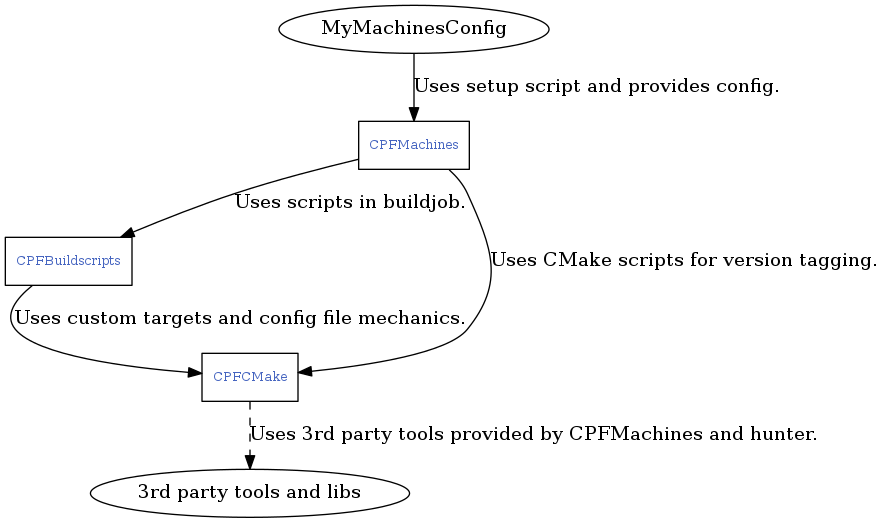 MyMachinesConfig
Uses setup script and provides config.
CPFMachines
Uses scripts in buildjob.
CPFBuildscripts
Uses CMake scripts for version tagging.
Uses custom targets and config file mechanics.
CPFCMake
Uses 3rd party tools provided by CPFMachines and hunter.
3rd party tools and libs